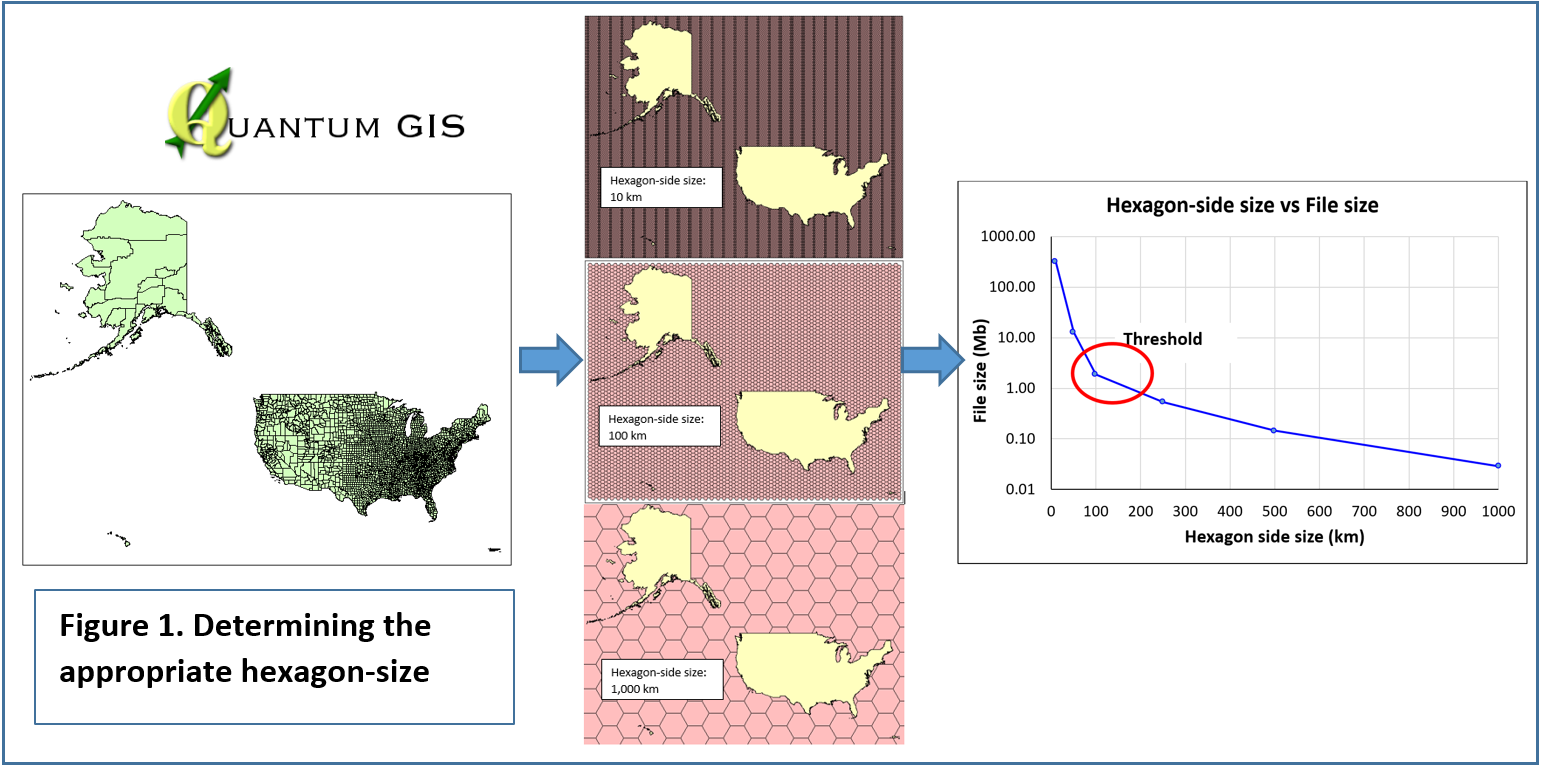 QUANTUM GIS
Figure 1. Determining the
appropriate hexagon-size
Hexagon-side size:
10 km
Hexagon-side size:
100 km
Hexagon-side size:
1,000 km
Hexagon-side size vs File size
File size (Mb)
1000.00
100.00
10.00
1.00
0.10
0.01
Threshold
0 100 200 300 400 500 600 700 800 900 1000
Hexagon side size (km)